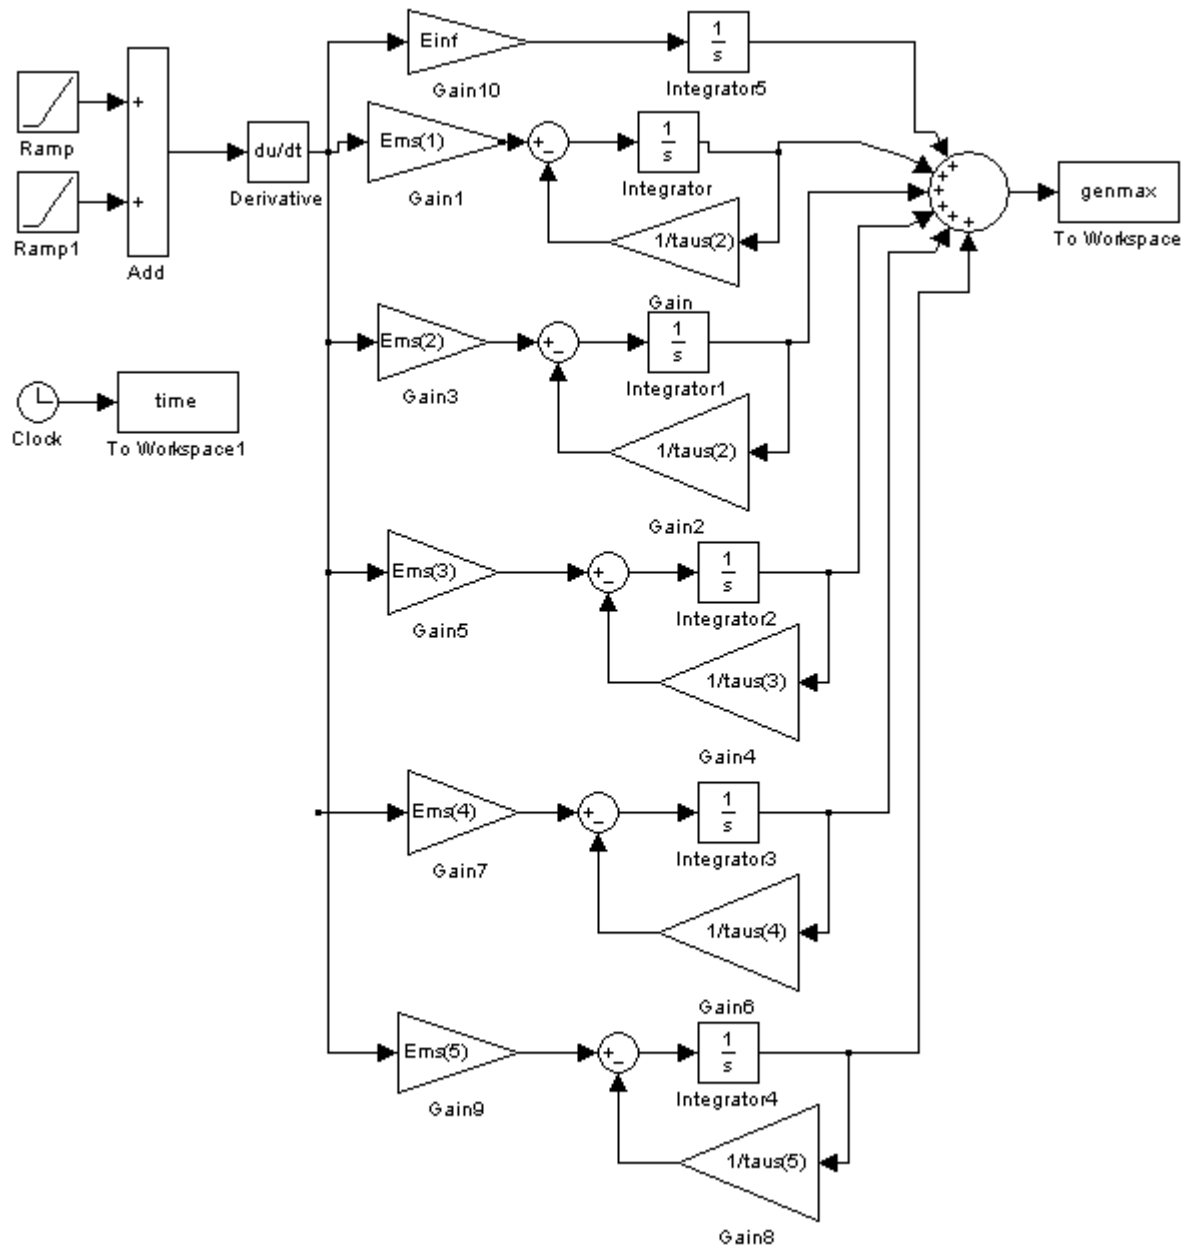 Einf
1
s
Gain10
Integrator5
+
Ramp
du/dt
Derivative
Ems(1)
Gain1
+
−
1
s
Integrator
+
Ramp1
Add
1/taus(2)
Gain
+
+
+
+
+
+
genmax
To Workspace
Ems(2)
Gain3
+
−
1
s
Integrator1
time
Clock
To Workspace1
1/taus(2)
Gain2
Ems(3)
Gain5
+
−
1
s
Integrator2
1/taus(3)
Gain4
Ems(4)
Gain7
+
−
1
s
Integrator3
1/taus(4)
Gain6
Ems(5)
Gain9
+
−
1
s
Integrator4
1/taus(5)
Gain8